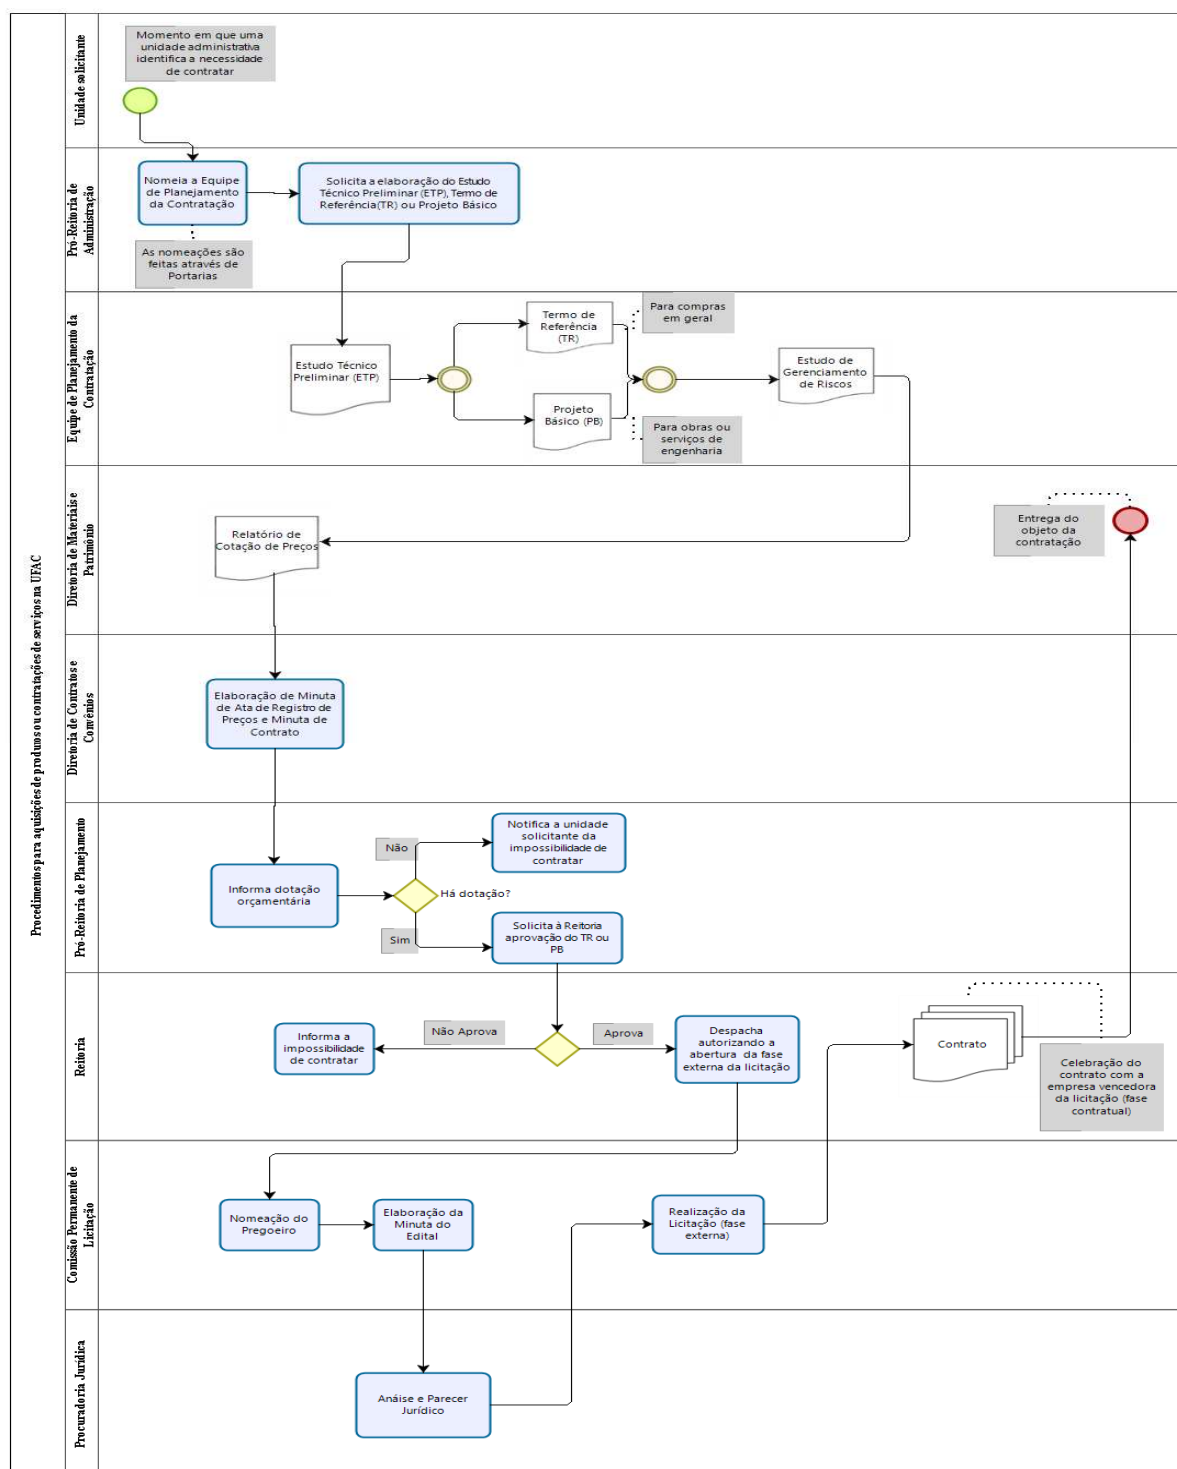 Procedimentos para aquisições de produtos ou contratações de serviços na UFAC
Unidade solicitante
Momento em que uma
unidade administrativa
identifica a necessidade
de contratar
Pró-Reitoria de
Administração
Nomeia a Equipe
de Planejamento
da Contratação
Solicita a elaboração do Estudo
Técnico Preliminar (ETP), Termo de
Referência(TR) ou Projeto Básico
As nomeações são
feitas através de
Portarias
Equipe de Planejamento da
Contratação
Estudo Técnico
Preliminar (ETP)
Termo de
Referência
(TR)
Para compras
em geral
Projeto
Básico (PB)
Para obras ou
serviços de
engenharia
Estudo de
Gerenciamento
de Riscos
Diretoria de Materiais e
Patrimônio
Relatório de
Cotação de Preços
Entrega do
objeto da
contratação
Diretoria de Contratos e
Convênios
Elaboração de Minuta
de Ata de Registro de
Preços e Minuta de
Contrato
Pró-Reitoria de Planejamento
Informa dotação
orçamentária
Há dotação?
Não
Notifica a unidade
solicitante da
impossibilidade de
contratar
Sim
Solicita à Reitoria
aprovação do TR ou
PB
Reitoria
Informa a
impossibilidade
de contratar
Não Aprova
Aprova
Despacha
autorizando a
abertura da fase
externa da licitação
Contrato
Celebração do
contrato com a
empresa vencedora
da licitação (fase
contratual)
Comissão Permanente de
Licitação
Nomeação do
Pregoeiro
Elaboração da
Minuta do
Edital
Realização da
Licitação (fase
externa)
Procuradoria Jurídica
Anáise e Parecer
Jurídico